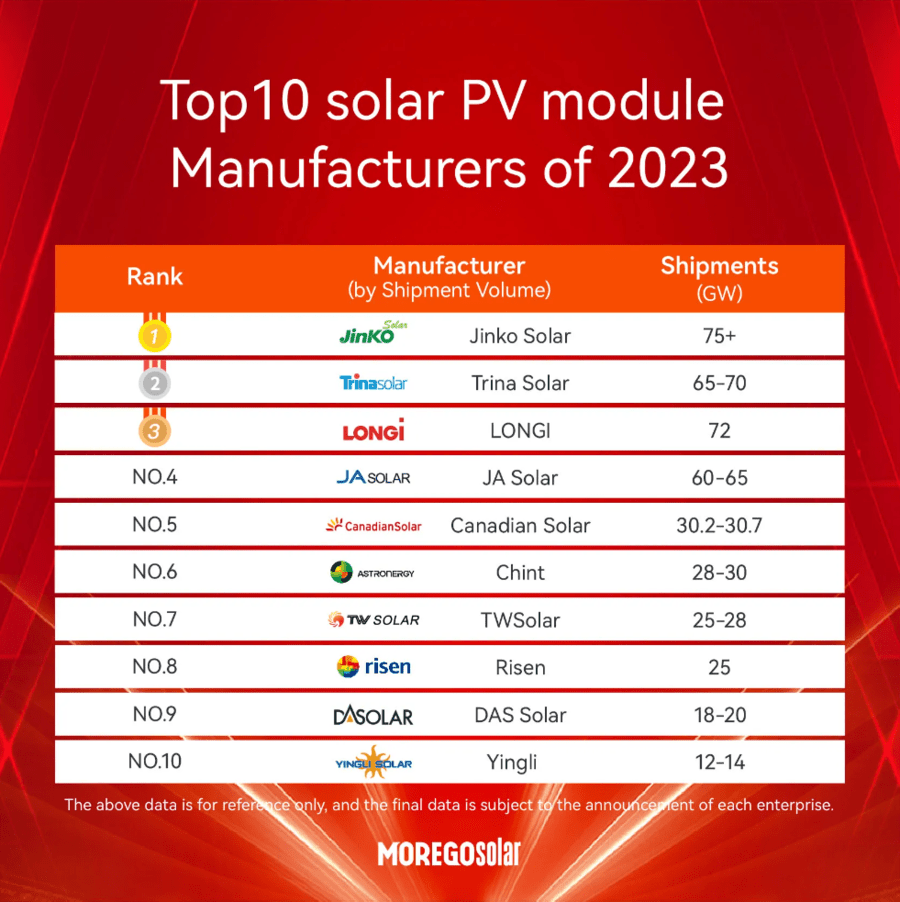 Top10 solar PV module
Manufacturers of 2023
Rank Manufacturer Shipments
(by Shipment Volume) (GW)
1 JinKO Solar Jinko Solar 75+
2 Trinasolar Trina Solar 65-70
3 LONGi LONGI 72
NO.4 JA SOLAR JA Solar 60-65
NO.5 CanadianSolar Canadian Solar 30.2-30.7
NO.6 ASTRONERGY Chint 28-30
NO.7 TW SOLAR TWSolar 25-28
NO.8 risen Risen 25
NO.9 DASOLAR DAS Solar 18-20
NO.10 YINGLI SOLAR Yingli 12-14
The above data is for reference only, and the final data is subject to the announcement of each enterprise.
MOREGOsolar